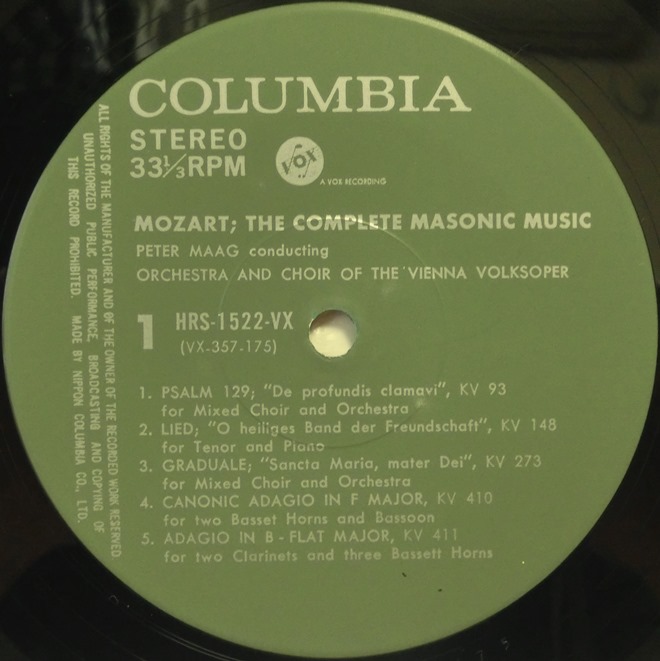 COLUMBIA
STEREO
33⅓RPM
VOX
A VOX RECORDING
MOZART; THE COMPLETE MASONIC MUSIC
PETER MAAG conducting
ORCHESTRA AND CHOIR OF THE VIENNA VOLKSOPER
1
HRS-1522-VX
(VX-357-175)
1. PSALM 129; "De profundis clamavi", KV 93
for Mixed Choir and Orchestra
2. LIED; "O heiliges Band der Freundschaft", KV 148
for Tenor and Piano
3. GRADUALE; "Sancta Maria, mater Dei", KV 273
for Mixed Choir and Orchestra
4. CANONIC ADAGIO IN F MAJOR, KV 410
for two Basset Horns and Bassoon
5. ADAGIO IN B-FLAT MAJOR, KV 411
for two Clarinets and three Bassett Horns
ALL RIGHTS OF THE MANUFACTURER AND OF THE OWNER OF THE RECORDED WORK RESERVED
UNAUTHORIZED PUBLIC PERFORMANCE, BROADCASTING AND COPYING OF
THIS RECORD PROHIBITED. MADE BY NIPPON COLUMBIA CO., LTD.